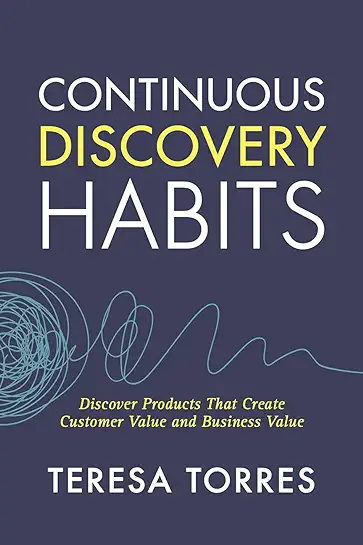 CONTINUOUS
DISCOVERY
HABITS
Discover Products That Create
Customer Value and Business Value
TERESA TORRES